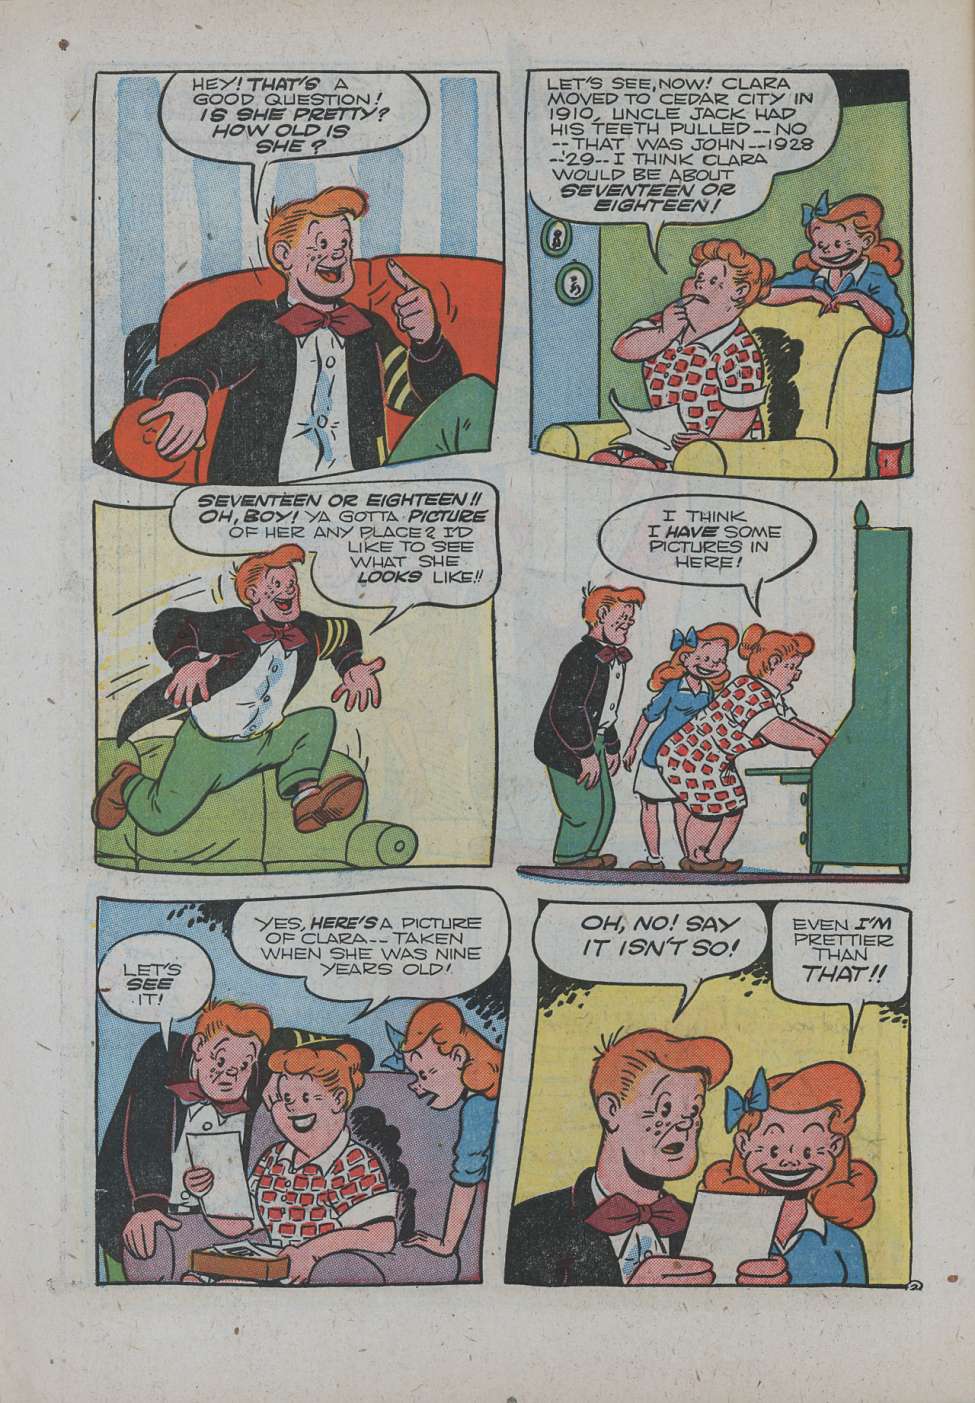 HEY! THAT'S A
GOOD QUESTION!
IS SHE PRETTY?
HOW OLD IS
SHE?
LET'S SEE, NOW! CLARA
MOVED TO CEDAR CITY IN
1910, UNCLE JACK HAD
HIS TEETH PULLED -- NO
-- THAT WAS JOHN -- 1928
-- '29 -- I THINK CLARA
WOULD BE ABOUT
SEVENTEEN OR
EIGHTEEN!
SEVENTEEN OR EIGHTEEN!!
OH, BOY! YA GOTTA PICTURE
OF HER ANY PLACE? I'D
LIKE TO SEE
WHAT SHE
LOOKS LIKE!!
I THINK
I HAVE SOME
PICTURES IN
HERE!
LET'S
SEE
IT!
YES, HERE'S A PICTURE
OF CLARA -- TAKEN
WHEN SHE WAS NINE
YEARS OLD!
OH, NO! SAY
IT ISN'T SO!
EVEN I'M
PRETTIER
THAN
THAT!!
2